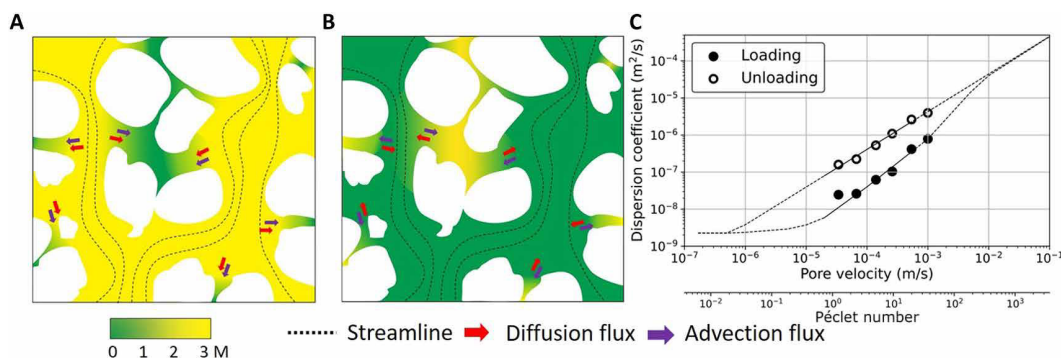 A
B
C
Loading
Unloading
Dispersion coefficient (m²/s)
10⁻⁴
10⁻⁵
10⁻⁶
10⁻⁷
10⁻⁸
10⁻⁹
10⁻⁷ 10⁻⁶ 10⁻⁵ 10⁻⁴ 10⁻³ 10⁻² 10⁻¹
Pore velocity (m/s)
10⁻² 10⁻¹ 10⁰ 10¹ 10² 10³
Péclet number
0 1 2 3 M
Streamline Diffusion flux Advection flux